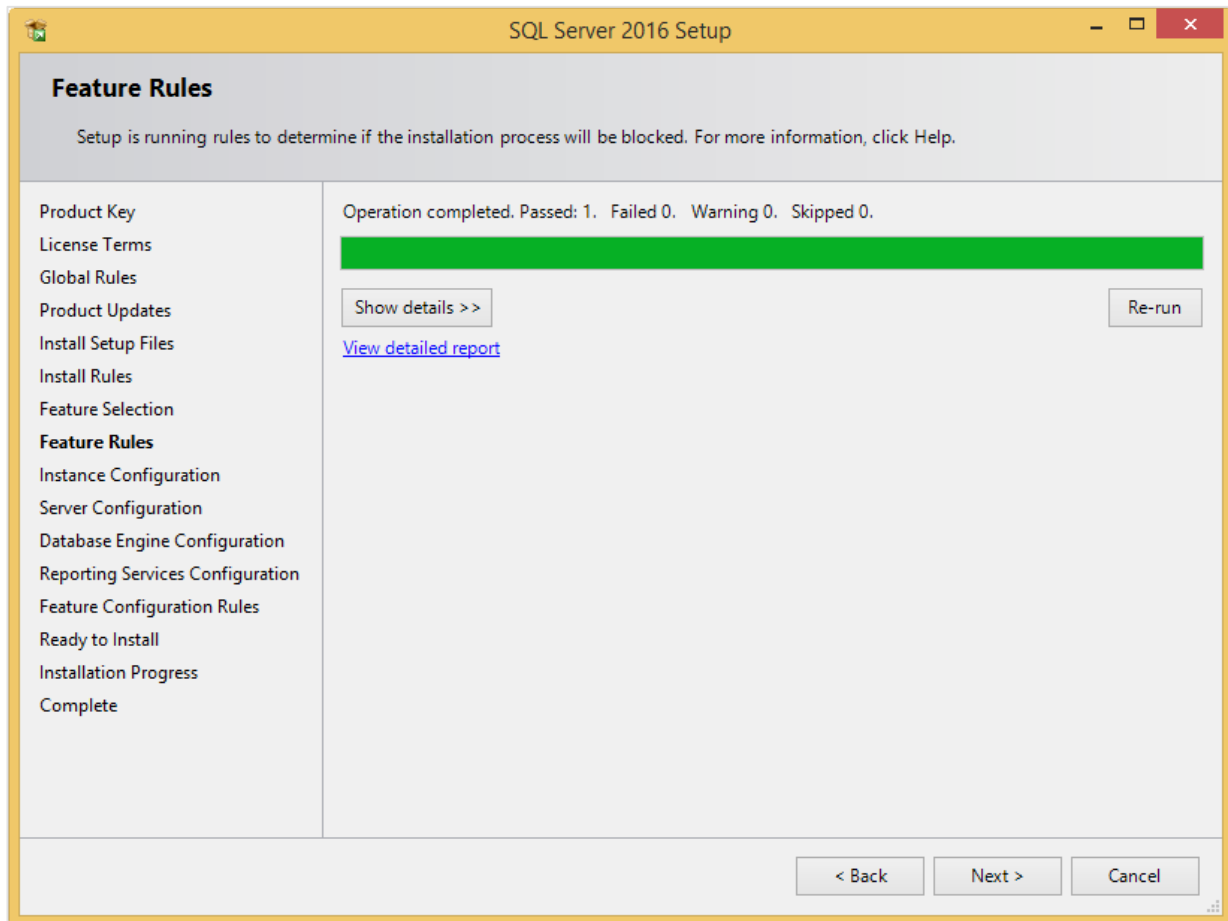 SQL Server 2016 Setup
Feature Rules
Setup is running rules to determine if the installation process will be blocked. For more information, click Help.
Product Key
License Terms
Global Rules
Product Updates
Install Setup Files
Install Rules
Feature Selection
Feature Rules
Instance Configuration
Server Configuration
Database Engine Configuration
Reporting Services Configuration
Feature Configuration Rules
Ready to Install
Installation Progress
Complete
Operation completed. Passed: 1. Failed 0. Warning 0. Skipped 0.
Show details >>
Re-run
View detailed report
< Back
Next >
Cancel